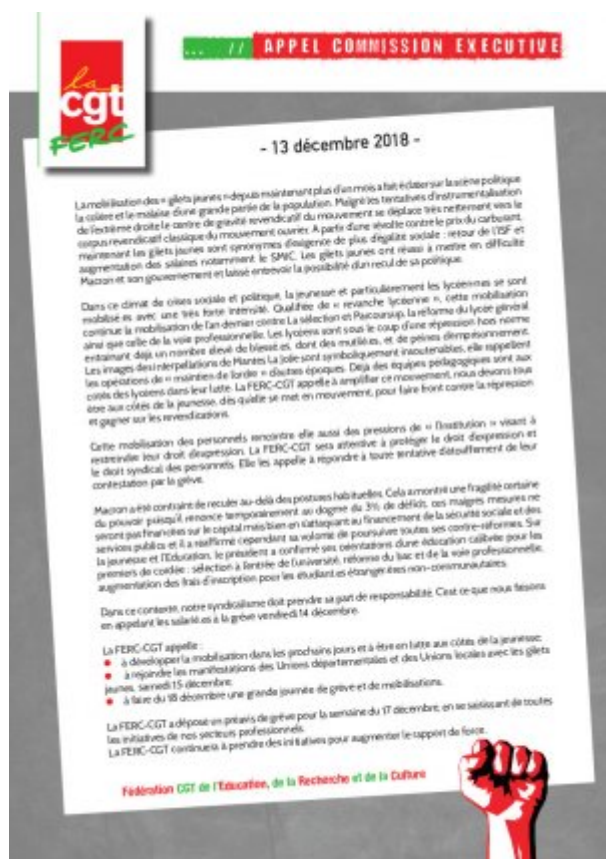 ... // APPEL COMMISSION EXECUTIVE
la
cgt
FERC
- 13 décembre 2018 -
La mobilisation des « gilets jaunes » depuis maintenant plus d'un mois a fait éclater sur la scène politique
la colère et le malaise d'une grande partie de la population. Malgré les tentatives d'instrumentalisation
de l'extrême droite le centre de gravité revendicatif du mouvement se déplace très nettement vers le
corpus revendicatif classique du mouvement ouvrier. A partir d'une révolte contre le prix du carburant,
maintenant les gilets jaunes sont synonymes d'exigence de plus d'égalité sociale : retour de l'ISF et
augmentation des salaires notamment le SMIC. Les gilets jaunes ont réussi à mettre en difficulté
Macron et son gouvernement et laissé entrevoir la possibilité d'un recul de sa politique.
Dans ce climat de crises sociale et politique, la jeunesse et particulièrement les lycéen·nes se sont
mobilisé·es avec une très forte intensité. Qualifiée de « revanche lycéenne », cette mobilisation
continue la mobilisation de l'an dernier contre La sélection et Parcoursup, la réforme du lycée général
ainsi que celle de la voie professionnelle. Les lycéens sont sous le coup d'une répression hors norme
entraînant déjà un nombre élevé de blessé·es, dont des mutilé·es, et de peines d'emprisonnement.
Les images des interpellations de Mantes La Jolie sont symboliquement insoutenables, elle rappellent
les opérations de « maintien de l'ordre » d'autres époques. Déjà des équipes pédagogiques sont aux
cotés des lycéens dans leur lutte. La FERC-CGT appelle à amplifier ce mouvement, nous devons tous
être aux côtés de la jeunesse, dès qu'elle se met en mouvement, pour faire front contre la répression
et gagner sur les revendications.
Cette mobilisation des personnels rencontre elle aussi des pressions de « l'Institution » visant à
restreindre leur droit d'expression. La FERC-CGT sera attentive à protéger le droit d'expression et
le droit syndical des personnels. Elle les appelle à répondre à toute tentative d'étouffement de leur
contestation par la grève.
Macron a été contraint de reculer au-delà des postures habituelles. Cela a montré une fragilité certaine
du pouvoir puisqu'il renonce temporairement au dogme du 3% de déficit, ces maigres mesures ne
seront pas financées sur le capital mais bien en s'attaquant au financement de la sécurité sociale et des
services publics et il a réaffirmé cependant sa volonté de poursuivre toutes ses contre-réformes. Sur
la jeunesse et l'Education, le président a confirmé ses orientations d'une éducation calibrée pour les
premiers de cordée : sélection à l'entrée de l'université, réforme du bac et de la voie professionnelle,
augmentation des frais d'inscription pour les étudiant·es étranger·ères non-communautaires.
Dans ce contexte, notre syndicalisme doit prendre sa part de responsabilité. C'est ce que nous faisons
en appelant les salarié·es à la grève vendredi 14 décembre.
La FERC-CGT appelle :
● à développer la mobilisation dans les prochains jours et à être en lutte aux côtés de la jeunesse;
● à rejoindre les manifestations des Unions départementales et des Unions locales avec les gilets
jaunes, samedi 15 décembre;
● à faire du 18 décembre une grande journée de grève et de mobilisations.
La FERC-CGT a déposé un préavis de grève pour la semaine du 17 décembre, en se saisissant de toutes
les initiatives de nos secteurs professionnels.
La FERC-CGT continuera à prendre des initiatives pour augmenter le rapport de force.
Fédération CGT de l'Education, de la Recherche et de la Culture